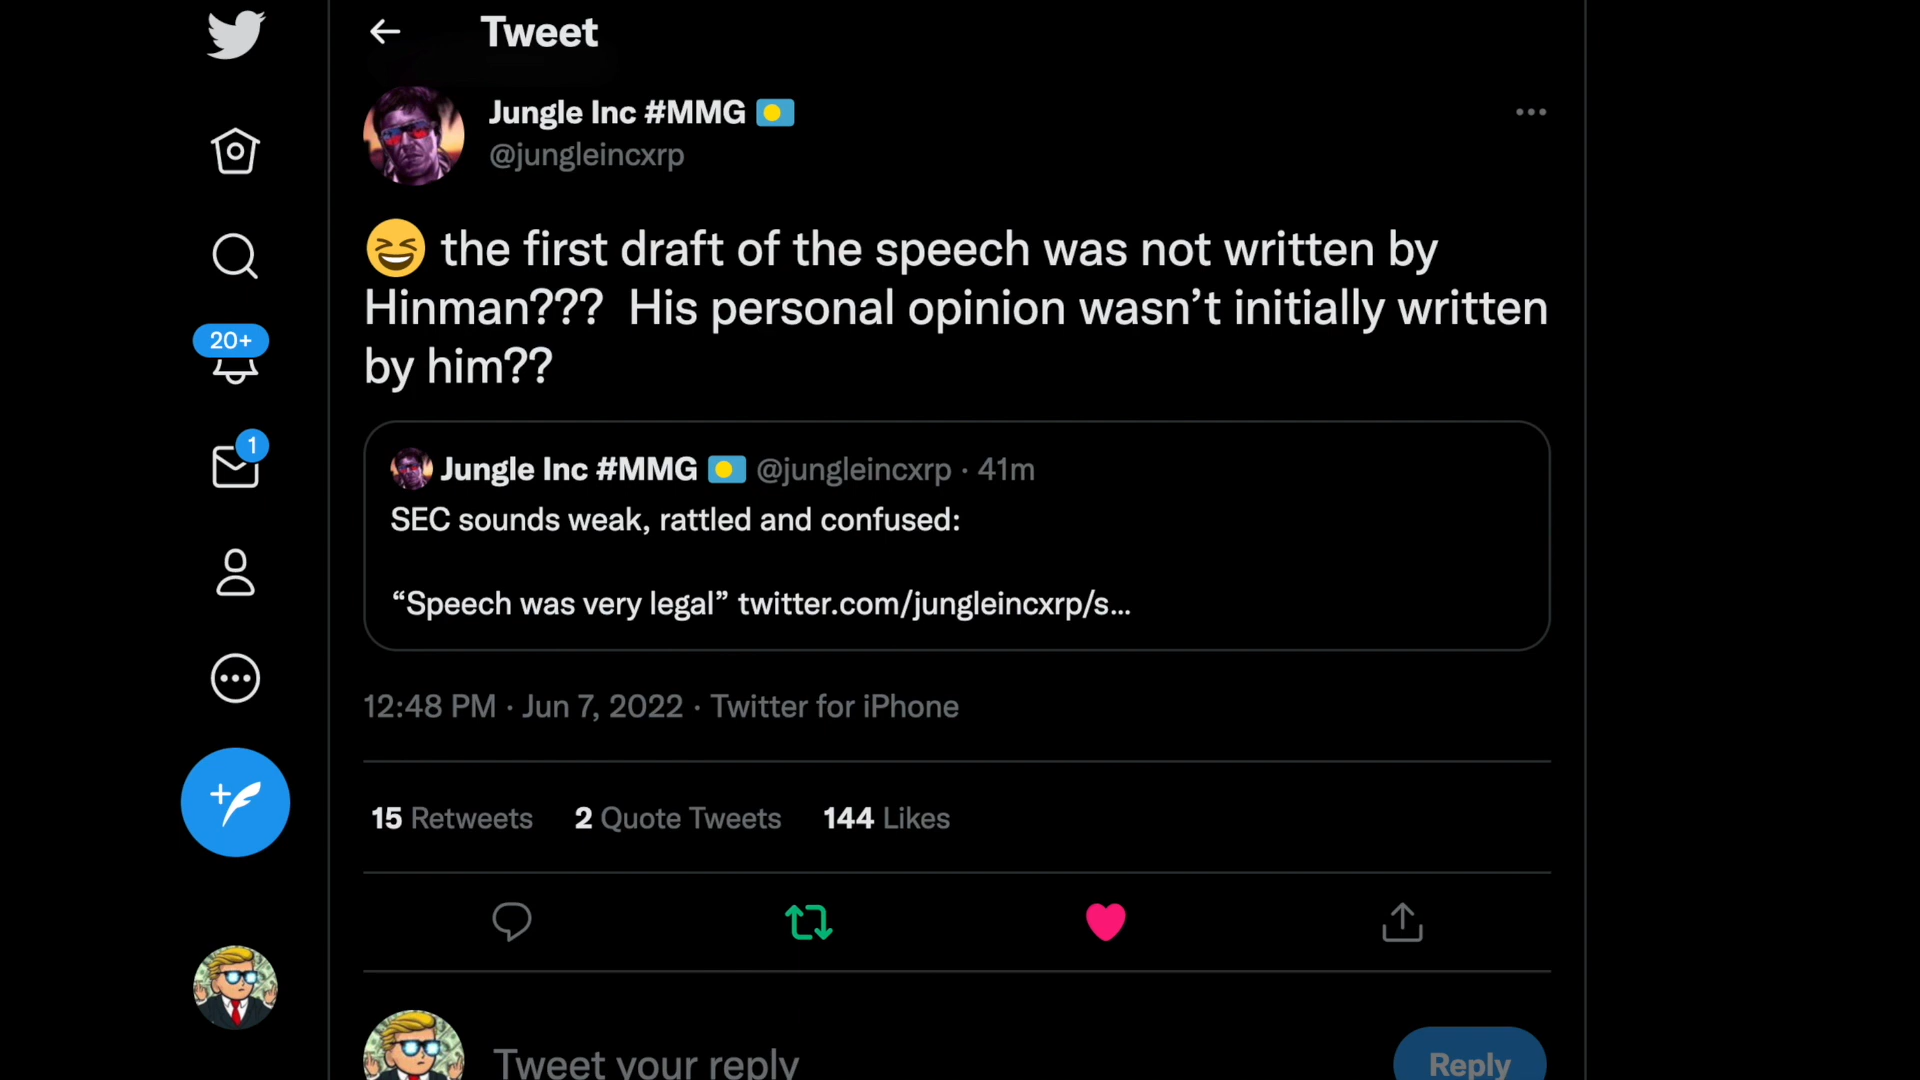 Tweet
Jungle Inc #MMG 🇵🇼
@jungleincxrp
😆 the first draft of the speech was not written by
Hinman??? His personal opinion wasn’t initially written
by him??
Jungle Inc #MMG 🇵🇼 @jungleincxrp · 41m
SEC sounds weak, rattled and confused:
“Speech was very legal” twitter.com/jungleincxrp/s…
12:48 PM · Jun 7, 2022 · Twitter for iPhone
15 Retweets 2 Quote Tweets 144 Likes
Tweet your reply
Reply
20+
1